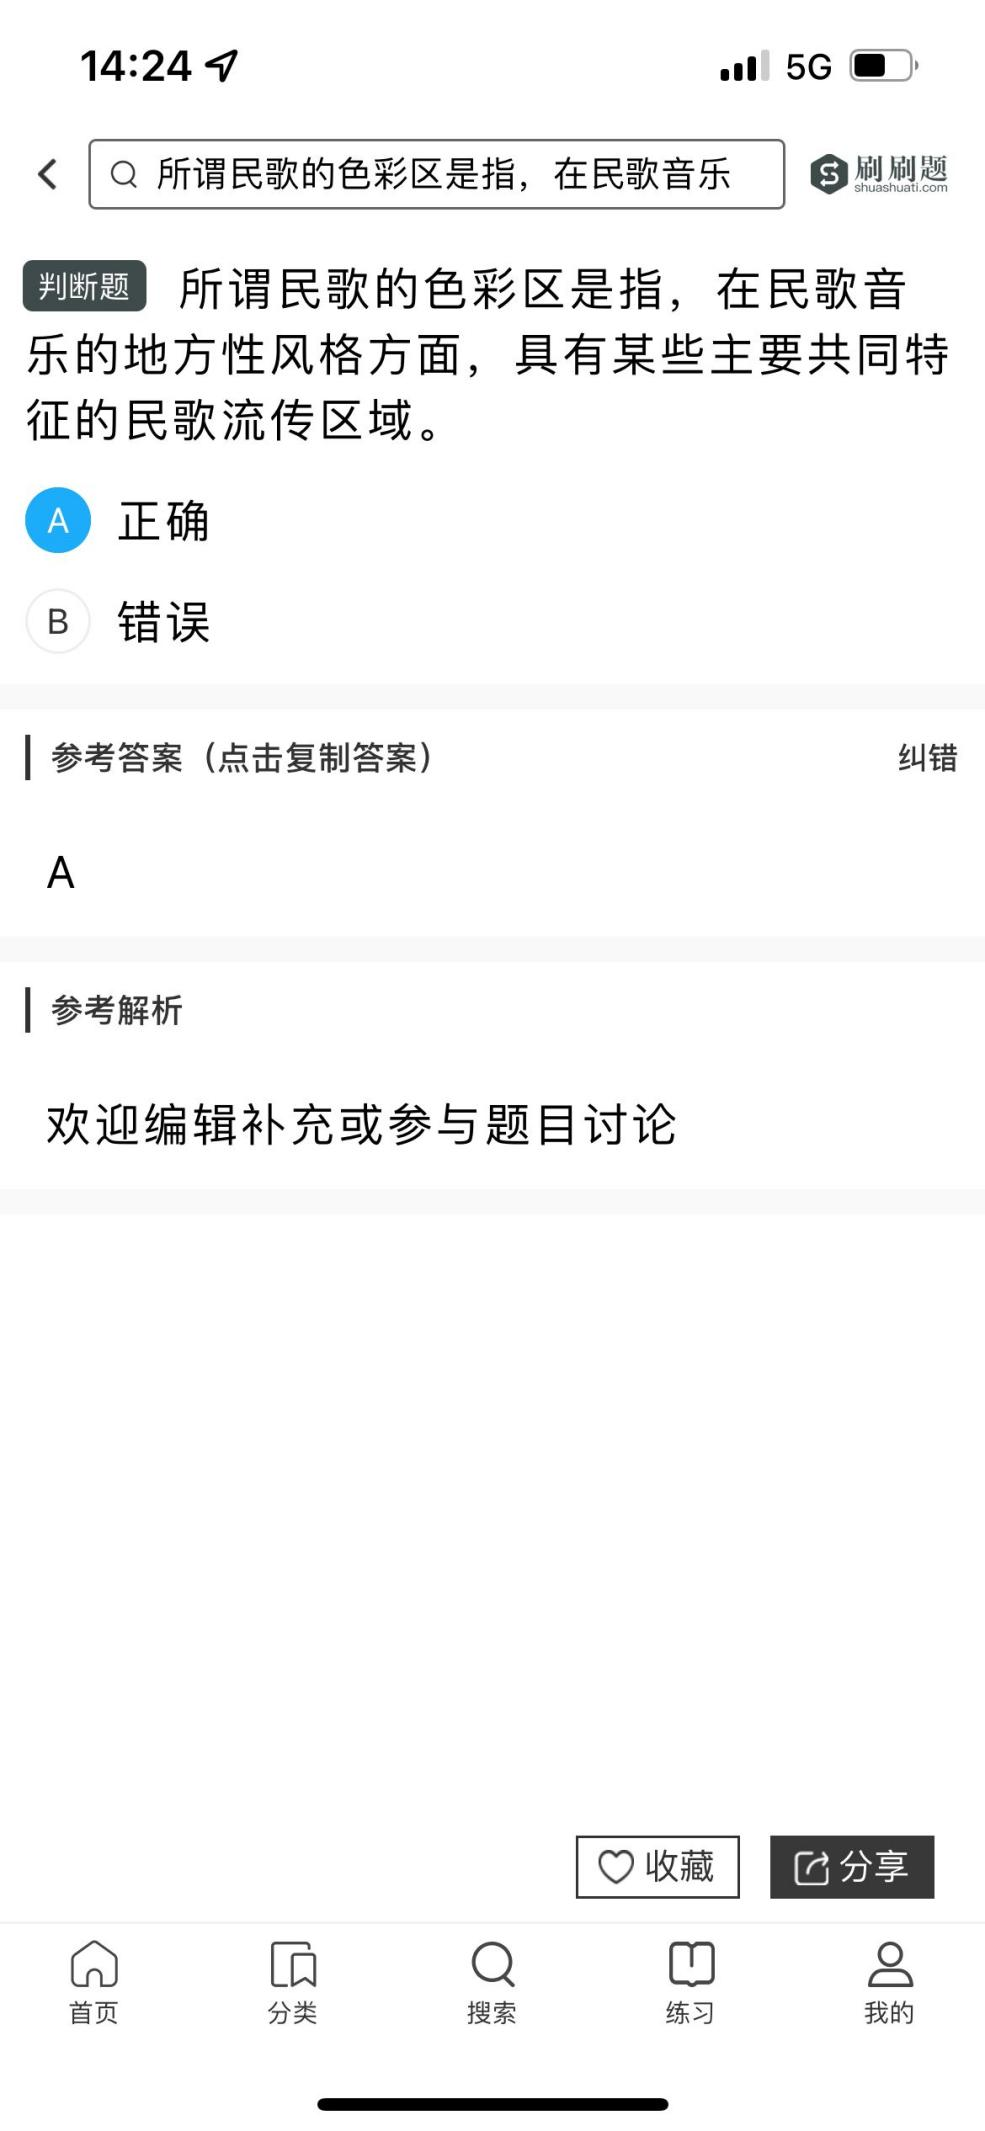 14:24
5G
所谓民歌的色彩区是指，在民歌音乐
刷刷题
shuashuati.com
判断题 所谓民歌的色彩区是指，在民歌音
乐的地方性风格方面，具有某些主要共同特
征的民歌流传区域。
A 正确
B 错误
参考答案（点击复制答案） 纠错
A
参考解析
欢迎编辑补充或参与题目讨论
收藏 分享
首页 分类 搜索 练习 我的